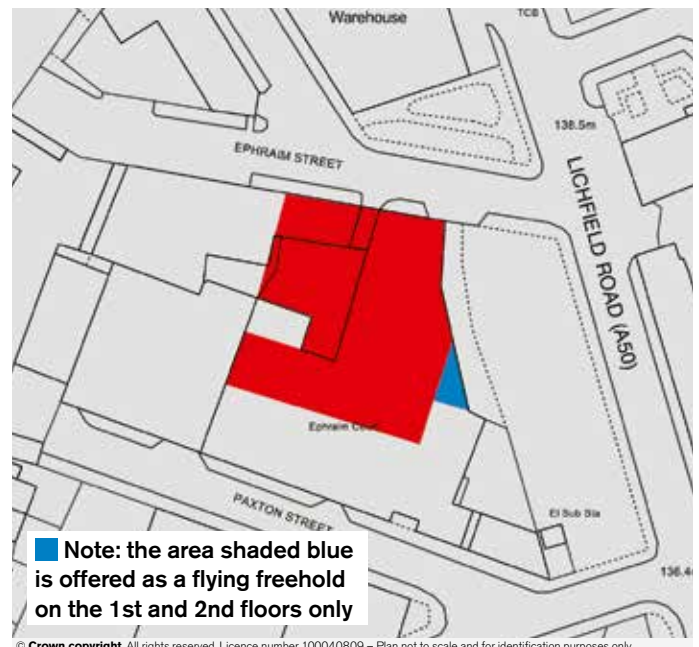 Warehouse
TCB
138.5m
EPHRAIM STREET
LICHFIELD ROAD (A50)
Ephraim Court
El Sub Sta
PAXTON STREET
136.4
Note: the area shaded blue
is offered as a flying freehold
on the 1st and 2nd floors only
© Crown copyright. All rights reserved. Licence number 100040809 – Plan not to scale and for identification purposes only